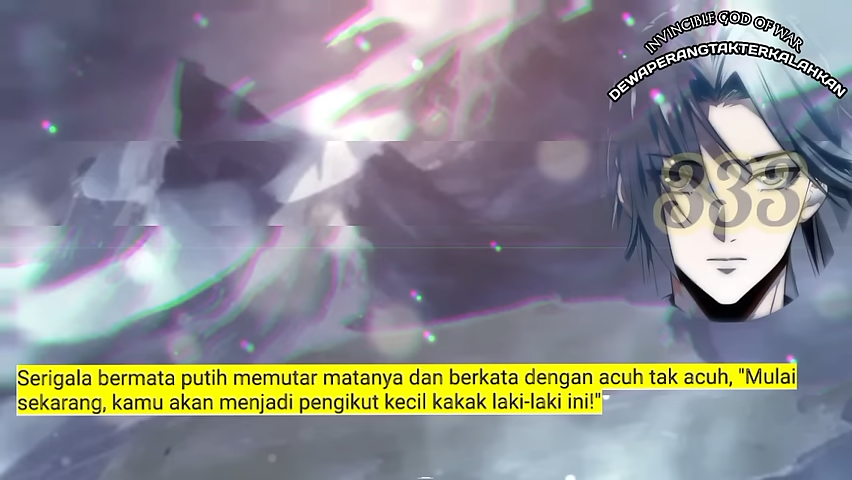 INVINCIBLE GOD OF WAR
DEWAPERANGTAKTERKALAHKAN
333
Serigala bermata putih memutar matanya dan berkata dengan acuh tak acuh, "Mulai
sekarang, kamu akan menjadi pengikut kecil kakak laki-laki ini!"